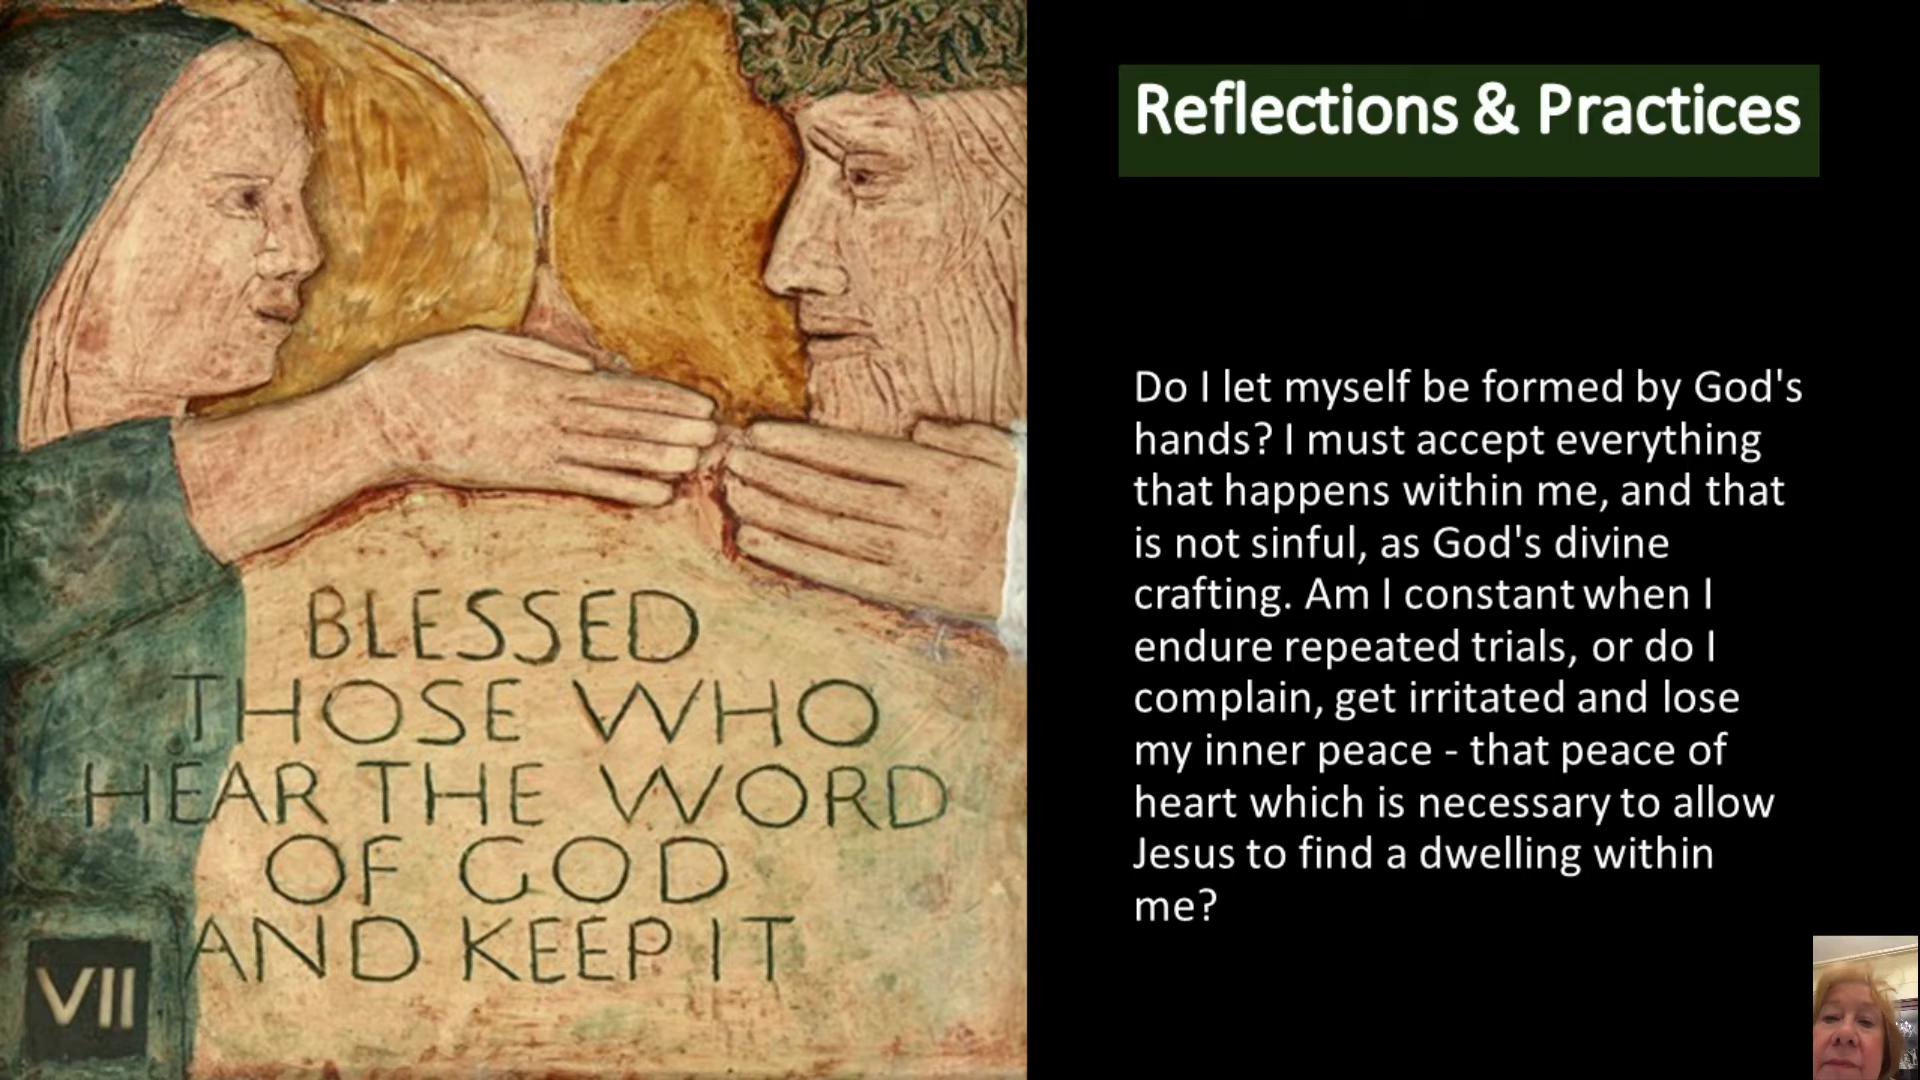 BLESSED
THOSE WHO
HEAR THE WORD
OF GOD
AND KEEP IT
VII
Reflections & Practices
Do I let myself be formed by God's
hands? I must accept everything
that happens within me, and that
is not sinful, as God's divine
crafting. Am I constant when I
endure repeated trials, or do I
complain, get irritated and lose
my inner peace - that peace of
heart which is necessary to allow
Jesus to find a dwelling within
me?